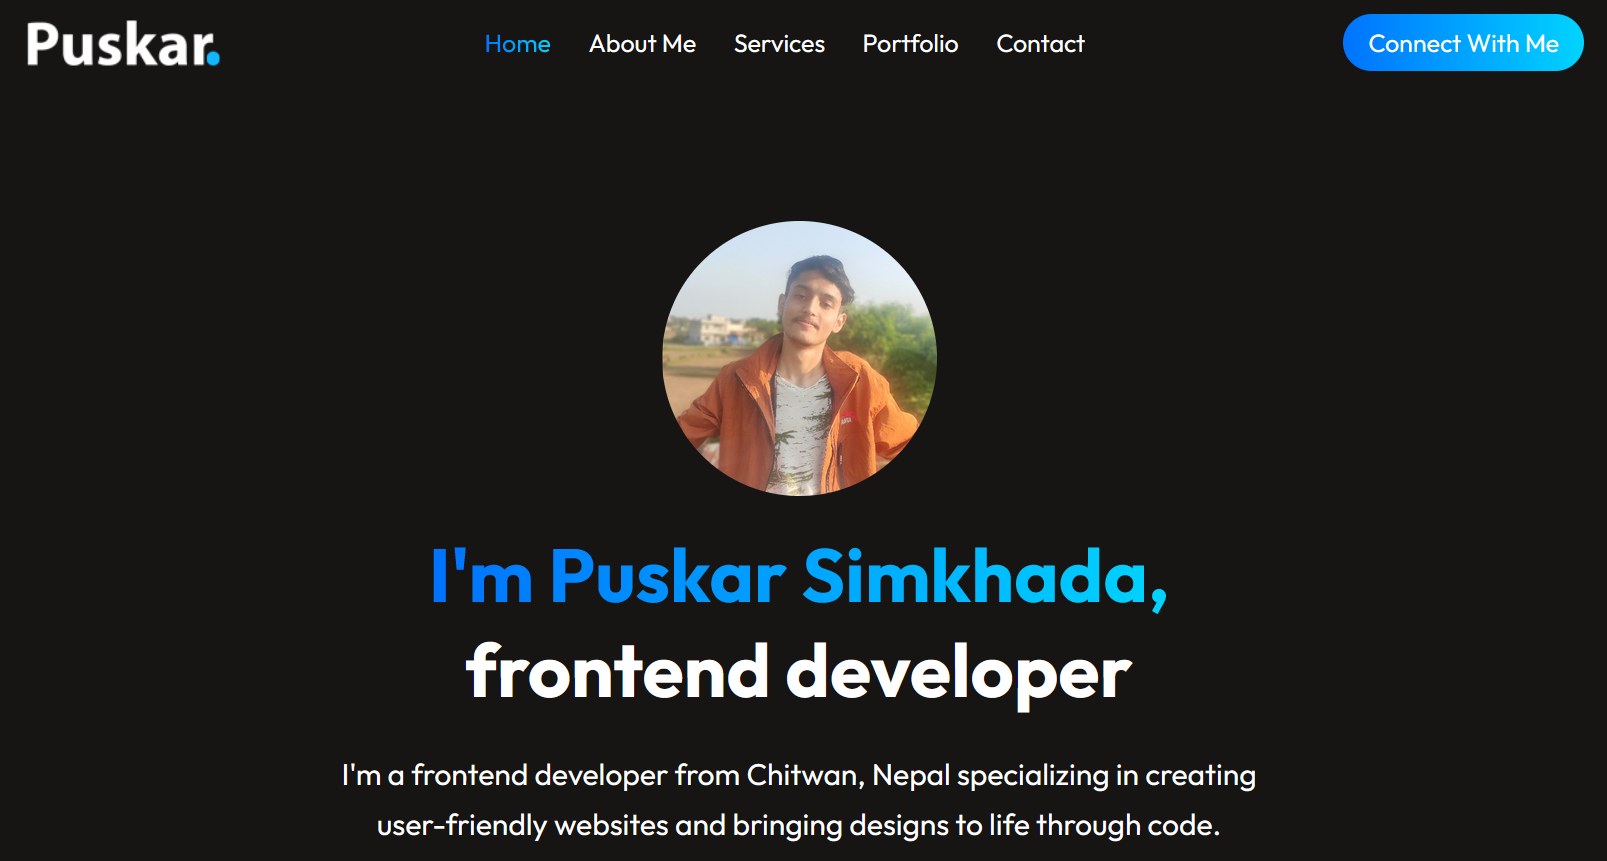 Puskar.
Home
About Me
Services
Portfolio
Contact
Connect With Me
I'm Puskar Simkhada,
frontend developer
I'm a frontend developer from Chitwan, Nepal specializing in creating
user-friendly websites and bringing designs to life through code.